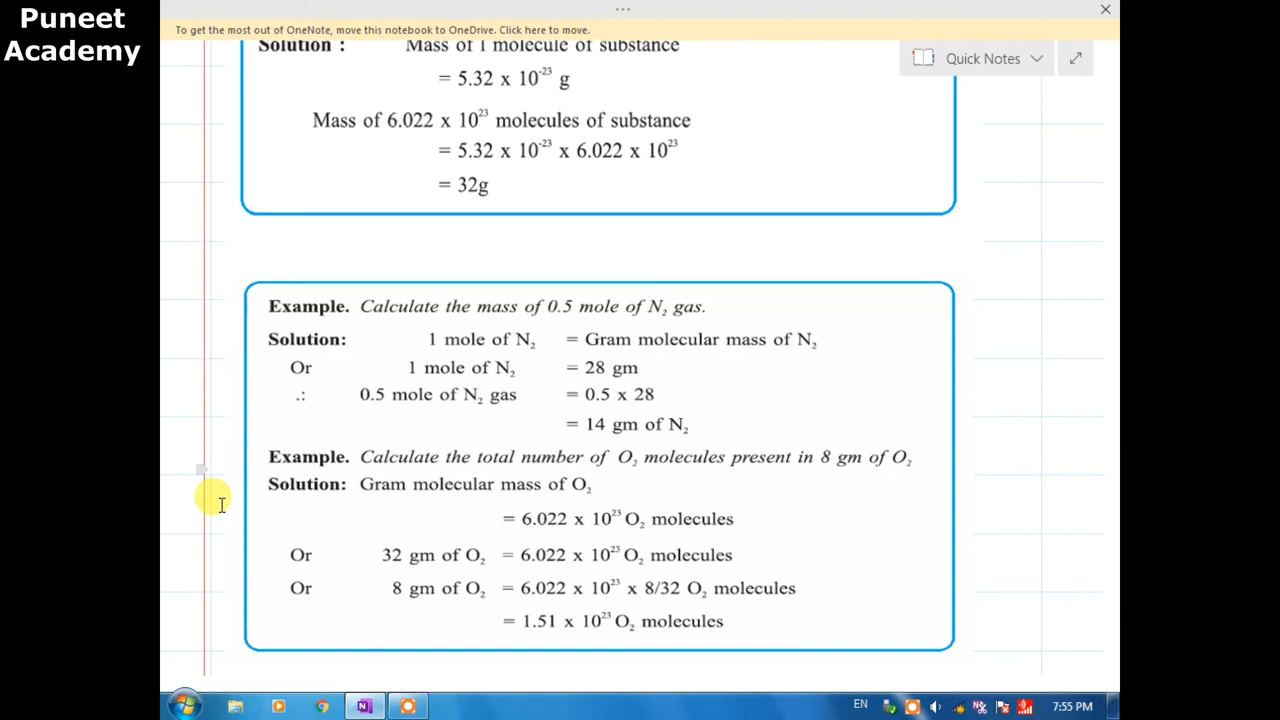 Puneet
Academy
To get the most out of OneNote, move this notebook to OneDrive. Click here to move.
Quick Notes
Solution : Mass of 1 molecule of substance
= 5.32 x 10⁻²³ g
Mass of 6.022 x 10²³ molecules of substance
= 5.32 x 10⁻²³ x 6.022 x 10²³
= 32g
Example. Calculate the mass of 0.5 mole of N₂ gas.
Solution: 1 mole of N₂ = Gram molecular mass of N₂
Or 1 mole of N₂ = 28 gm
∴ 0.5 mole of N₂ gas = 0.5 x 28
= 14 gm of N₂
Example. Calculate the total number of O₂ molecules present in 8 gm of O₂
Solution: Gram molecular mass of O₂
= 6.022 x 10²³ O₂ molecules
Or 32 gm of O₂ = 6.022 x 10²³ O₂ molecules
Or 8 gm of O₂ = 6.022 x 10²³ x 8/32 O₂ molecules
= 1.51 x 10²³ O₂ molecules
EN 7:55 PM